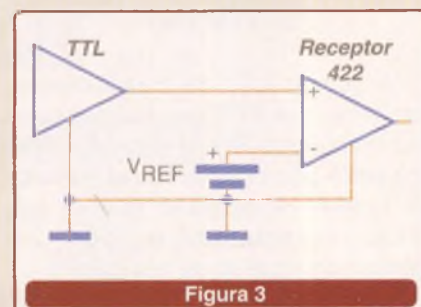 TTL
Receptor
422
+
-
+
VREF
Figura 3